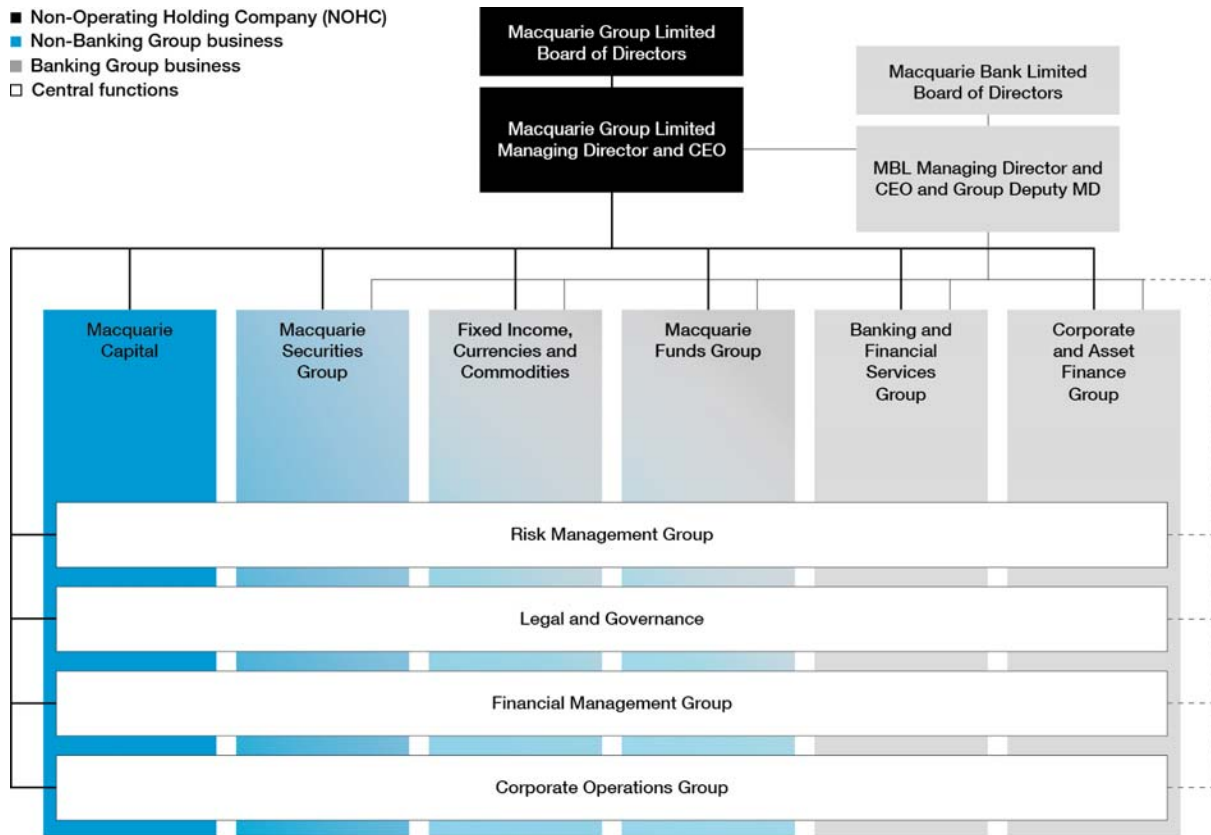 Non-Operating Holding Company (NOHC)
Non-Banking Group business
Banking Group business
Central functions
Macquarie Group Limited
Board of Directors
Macquarie Group Limited
Managing Director and CEO
Macquarie Bank Limited
Board of Directors
MBL Managing Director and
CEO and Group Deputy MD
Macquarie
Capital
Macquarie
Securities
Group
Fixed Income,
Currencies and
Commodities
Macquarie
Funds Group
Banking and
Financial
Services
Group
Corporate
and Asset
Finance
Group
Risk Management Group
Legal and Governance
Financial Management Group
Corporate Operations Group